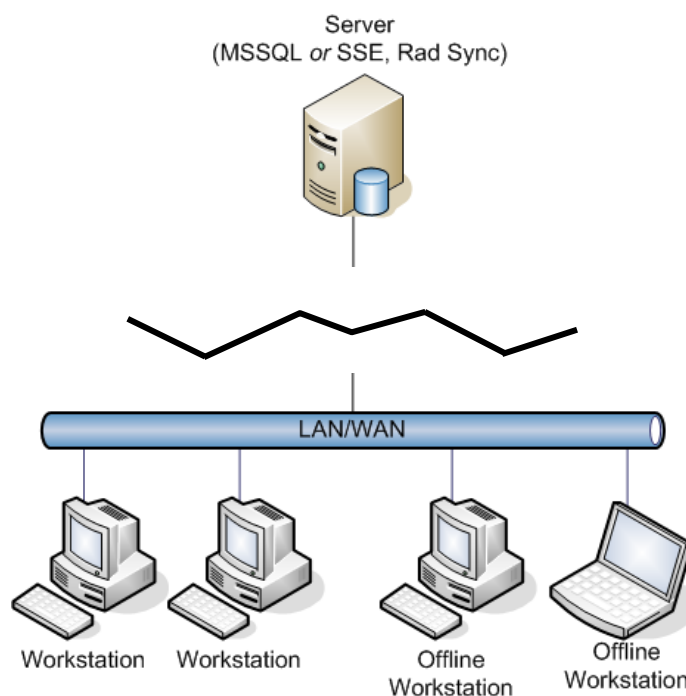 Server
(MSSQL or SSE, Rad Sync)
LAN/WAN
Workstation
Workstation
Offline
Workstation
Offline
Workstation